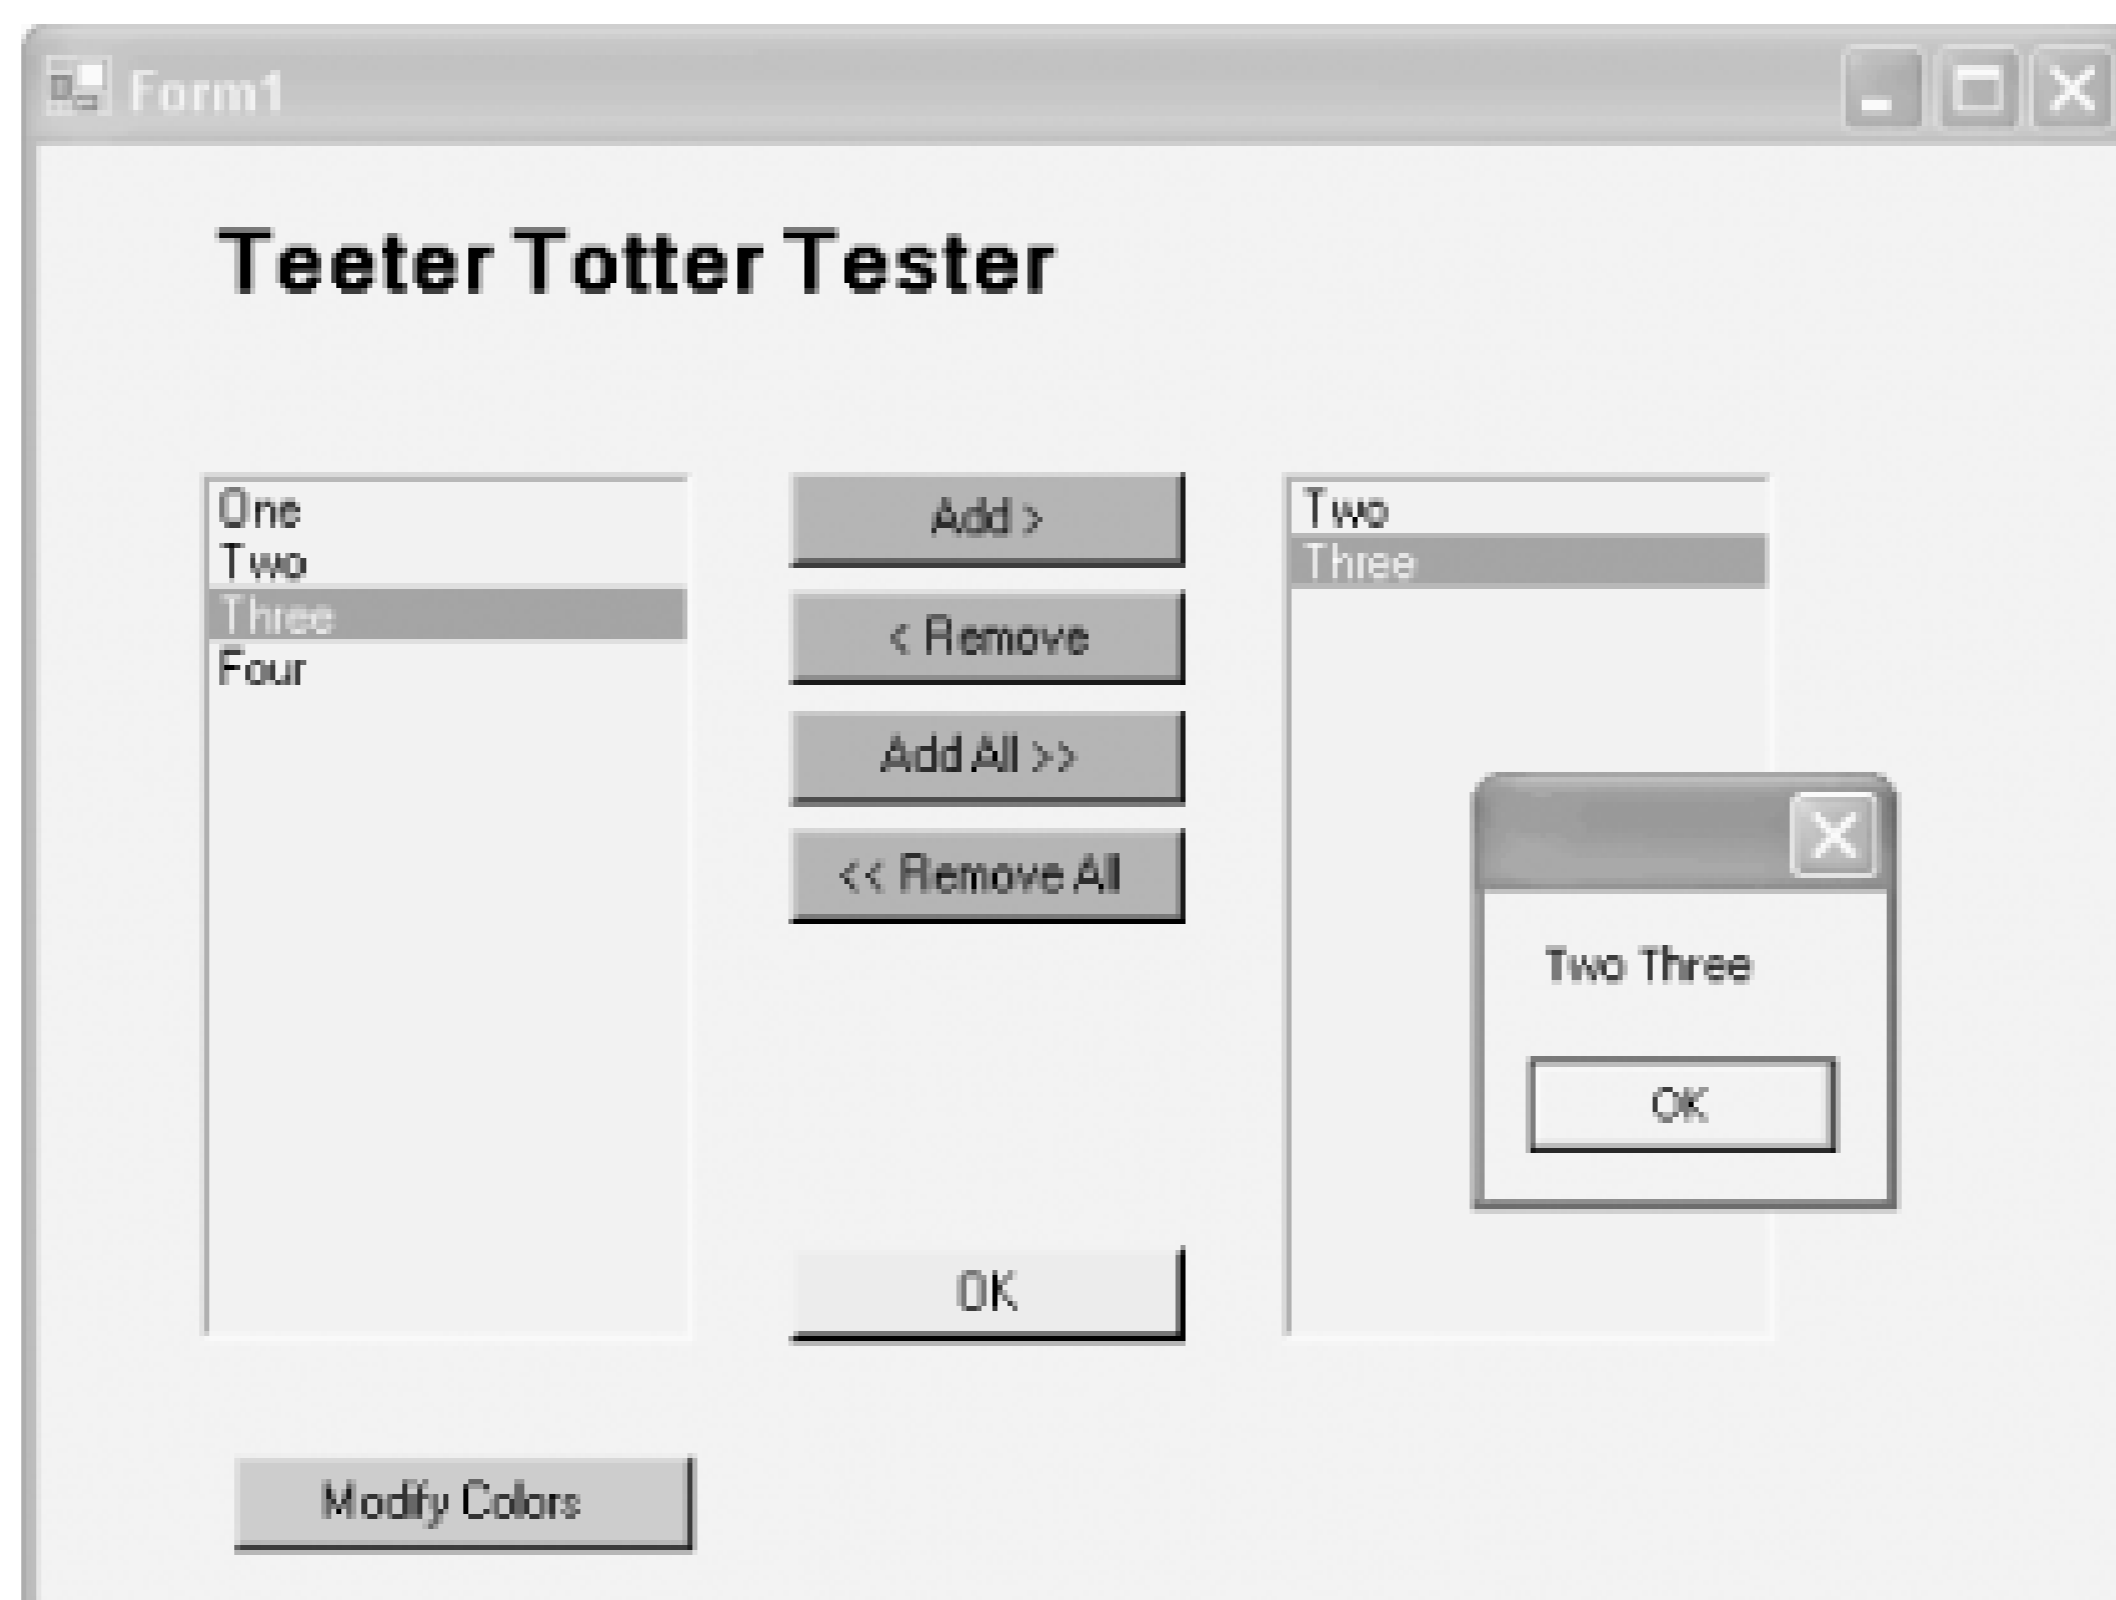 Form1
Teeter Totter Tester
One
Two
Three
Four
Add >
< Remove
Add All >>
<< Remove All
OK
Two
Three
Two Three
OK
Modify Colors